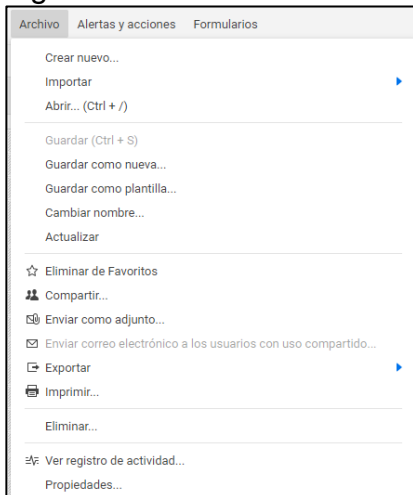 Archivo Alertas y acciones Formularios
Crear nuevo...
Importar
Abrir... (Ctrl + /)
Guardar (Ctrl + S)
Guardar como nueva...
Guardar como plantilla...
Cambiar nombre...
Actualizar
Eliminar de Favoritos
Compartir...
Enviar como adjunto...
Enviar correo electrónico a los usuarios con uso compartido...
Exportar
Imprimir...
Eliminar...
Ver registro de actividad...
Propiedades...